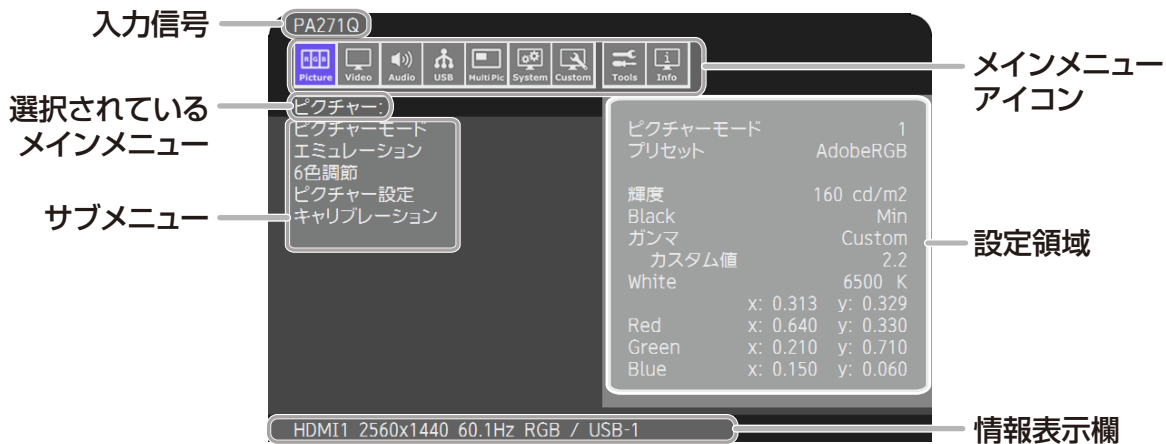 入力信号
PA271Q
Picture Video Audio USB MultiPic System Custom Tools Info
メインメニュー
アイコン
選択されている
メインメニュー
ピクチャー:
ピクチャーモード
エミュレーション
6色調節
ピクチャー設定
キャリブレーション
サブメニュー
ピクチャーモード 1
プリセット AdobeRGB
輝度 160 cd/m2
Black Min
ガンマ Custom
カスタム値 2.2
White 6500 K
x: 0.313 y: 0.329
Red x: 0.640 y: 0.330
Green x: 0.210 y: 0.710
Blue x: 0.150 y: 0.060
設定領域
HDMI1 2560x1440 60.1Hz RGB / USB-1
情報表示欄